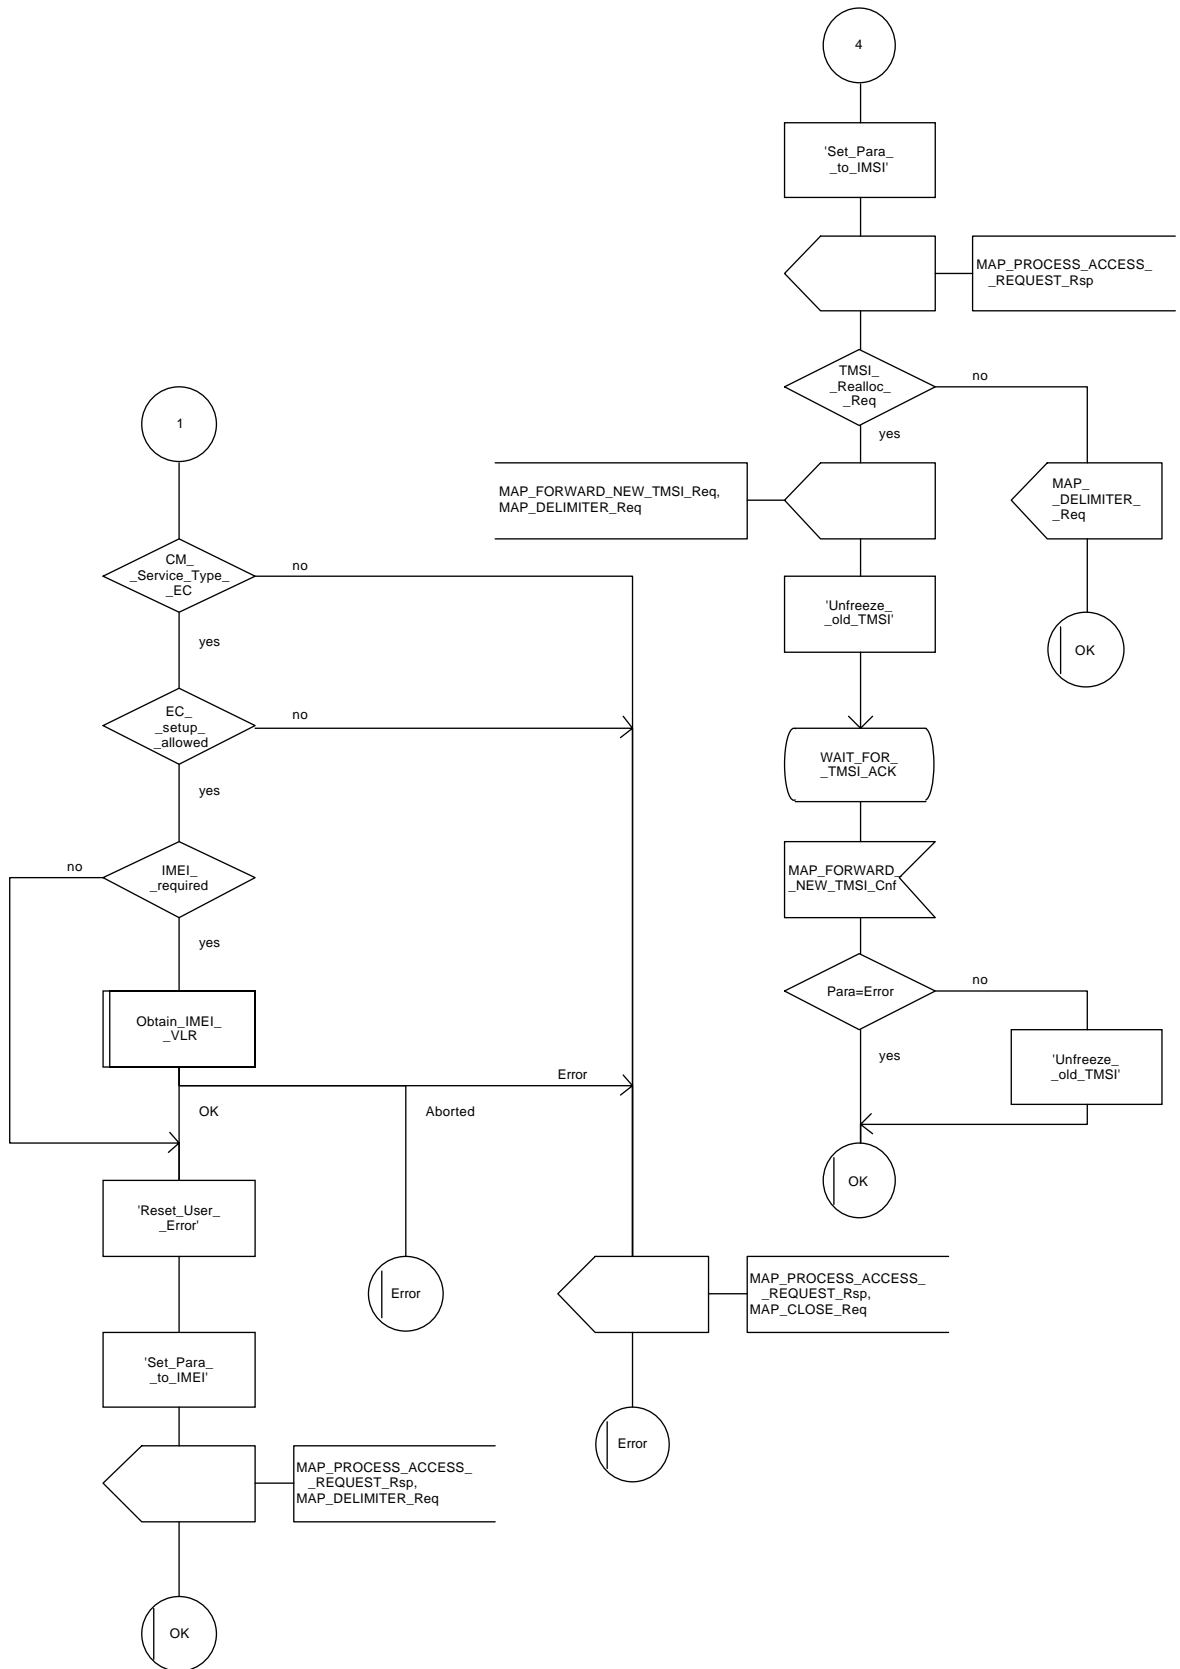 4
'Set_Para_
_to_IMSI'
MAP_PROCESS_ACCESS_
_REQUEST_Rsp
TMSI_
_Realloc_
_Req
no
yes
MAP_FORWARD_NEW_TMSI_Req,
MAP_DELIMITER_Req
MAP_
_DELIMITER_
_Req
'Unfreeze_
_old_TMSI'
OK
WAIT_FOR_
_TMSI_ACK
MAP_FORWARD_
_NEW_TMSI_Cnf
Para=Error
no
yes
'Unfreeze_
_old_TMSI'
OK
1
CM_
_Service_Type_
_EC
no
yes
EC_
_setup_
_allowed
no
yes
IMEI_
_required
no
yes
Obtain_IMEI_
_VLR
Error
OK
Aborted
'Reset_User_
_Error'
Error
MAP_PROCESS_ACCESS_
_REQUEST_Rsp,
MAP_CLOSE_Req
'Set_Para_
_to_IMEI'
Error
MAP_PROCESS_ACCESS_
_REQUEST_Rsp,
MAP_DELIMITER_Req
OK